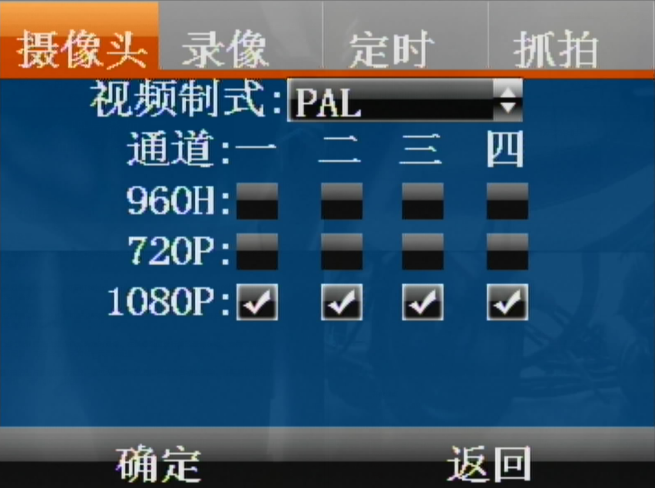 摄像头 录像 定时 抓拍
视频制式:PAL
通道:一 二 三 四
960H:
720P:
1080P:
确定 返回